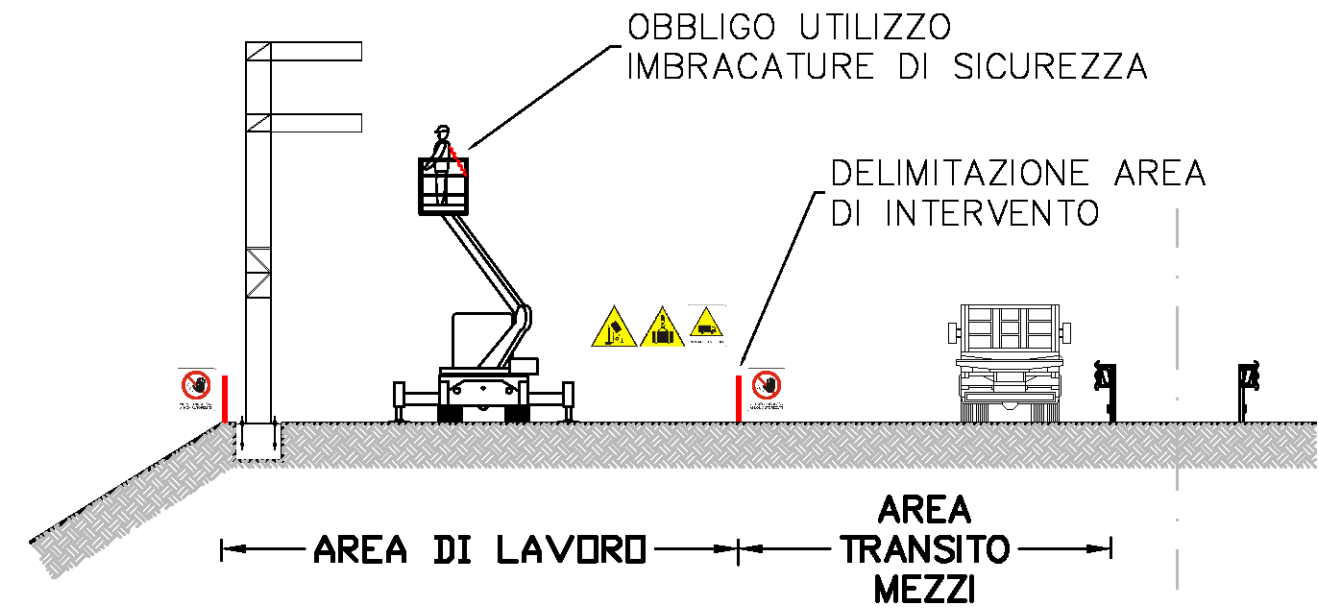 OBBLIGO UTILIZZO
IMBRACATURE DI SICUREZZA
DELIMITAZIONE AREA
DI INTERVENTO
AREA DI LAVORO
AREA
TRANSITO
MEZZI